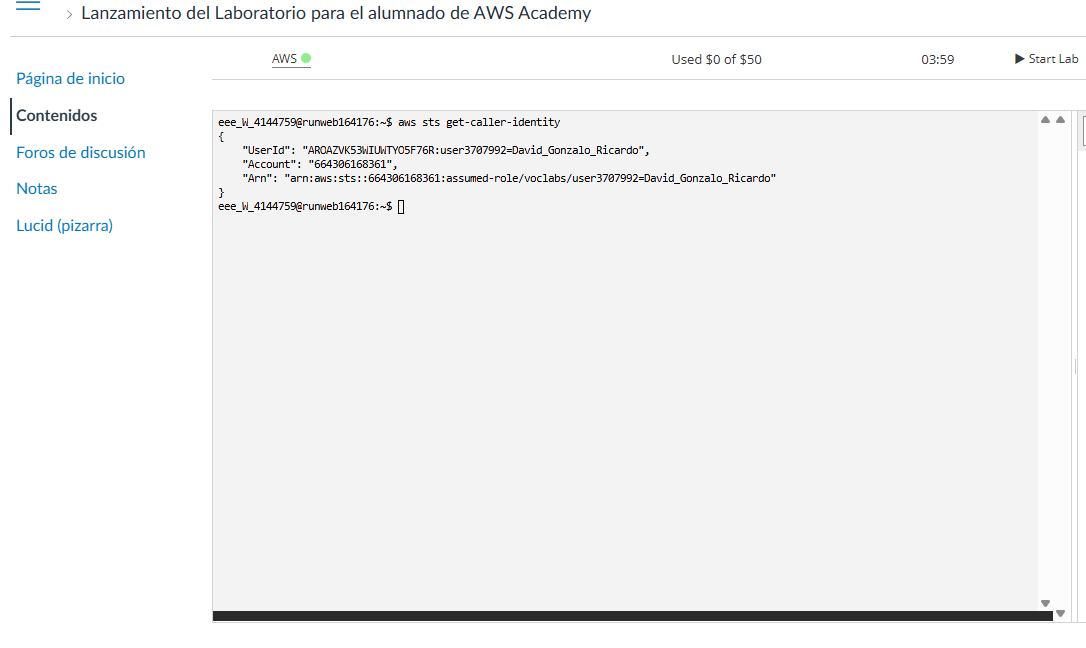 > Lanzamiento del Laboratorio para el alumnado de AWS Academy
AWS Used $0 of $50 03:59 ▶ Start Lab
Página de inicio
Contenidos
Foros de discusión
Notas
Lucid (pizarra)
eee_W_4144759@runweb164176:~$ aws sts get-caller-identity
{
    "UserId": "AROAZVK53WIUWTYO5F76R:user3707992=David_Gonzalo_Ricardo",
    "Account": "664306168361",
    "Arn": "arn:aws:sts::664306168361:assumed-role/voclabs/user3707992=David_Gonzalo_Ricardo"
}
eee_W_4144759@runweb164176:~$